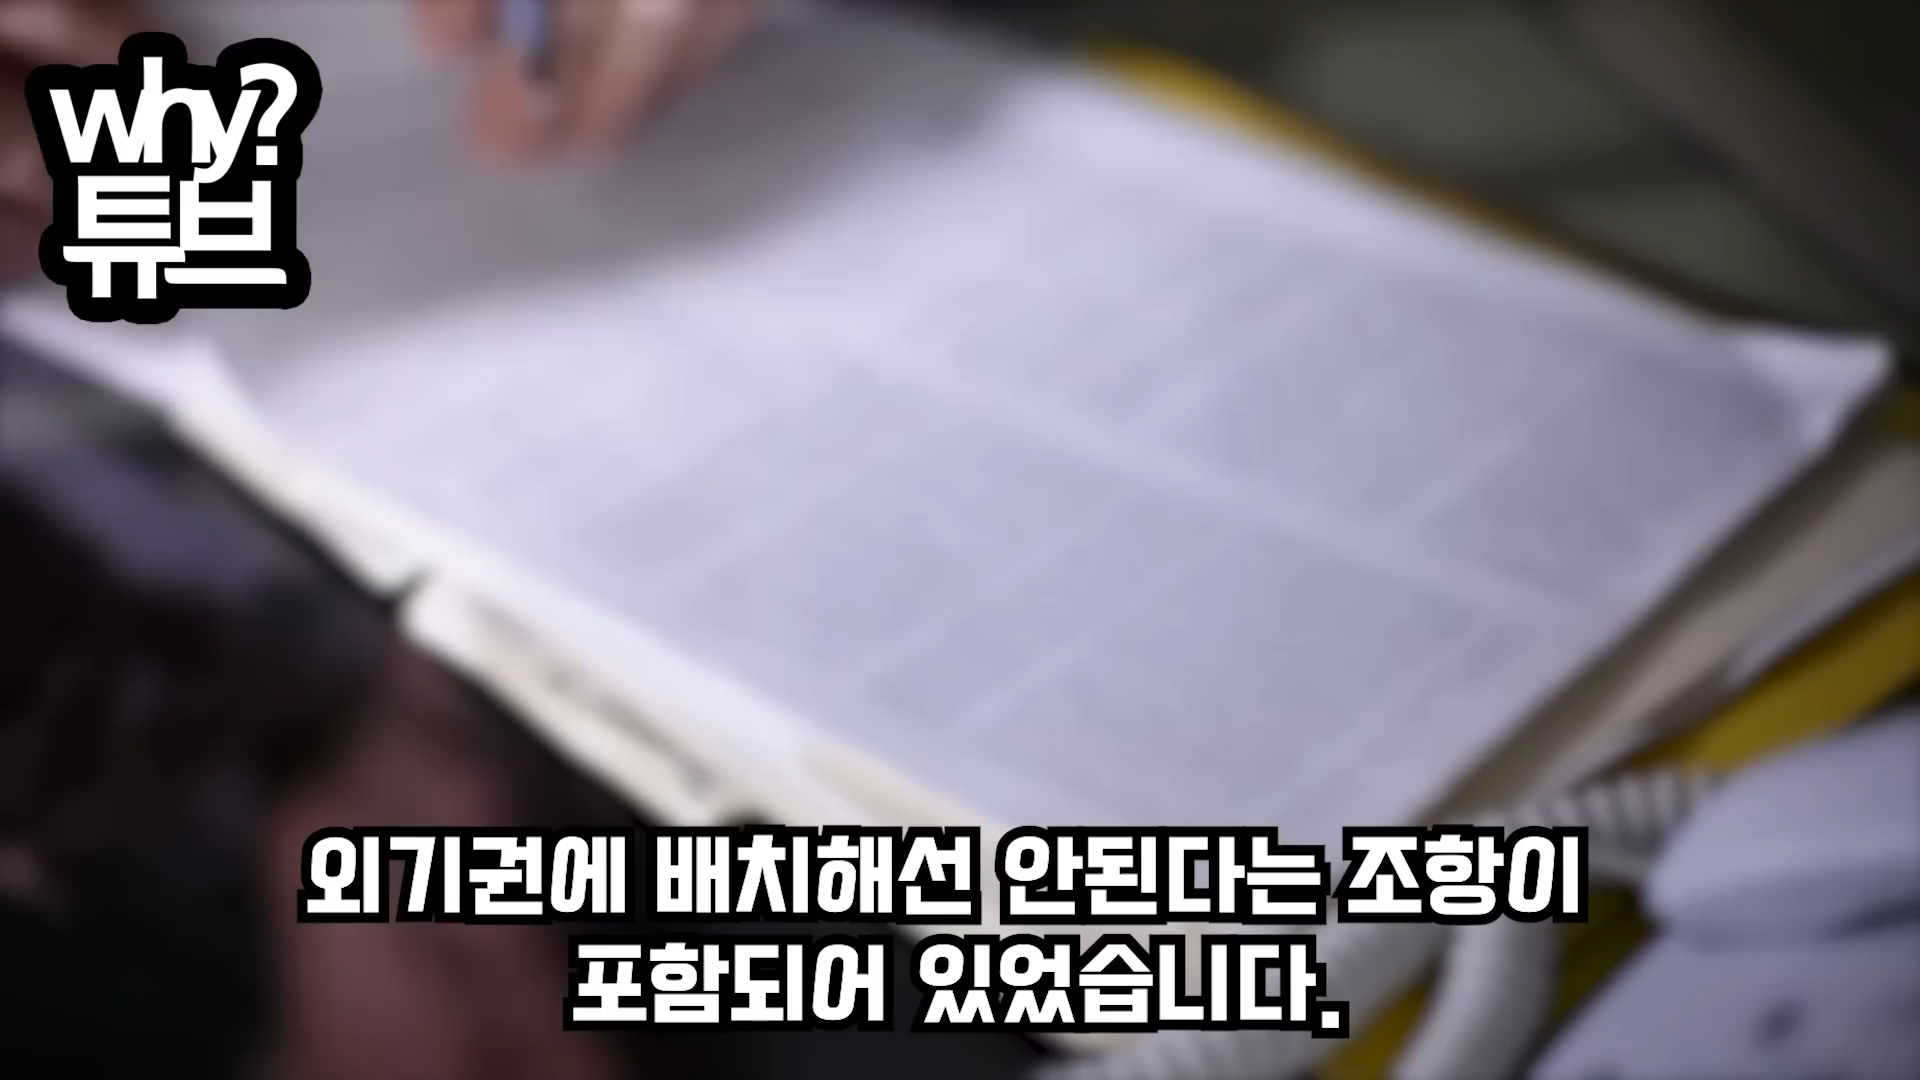 why?
튜브
외기권에 배치해선 안된다는 조항이
포함되어 있었습니다.